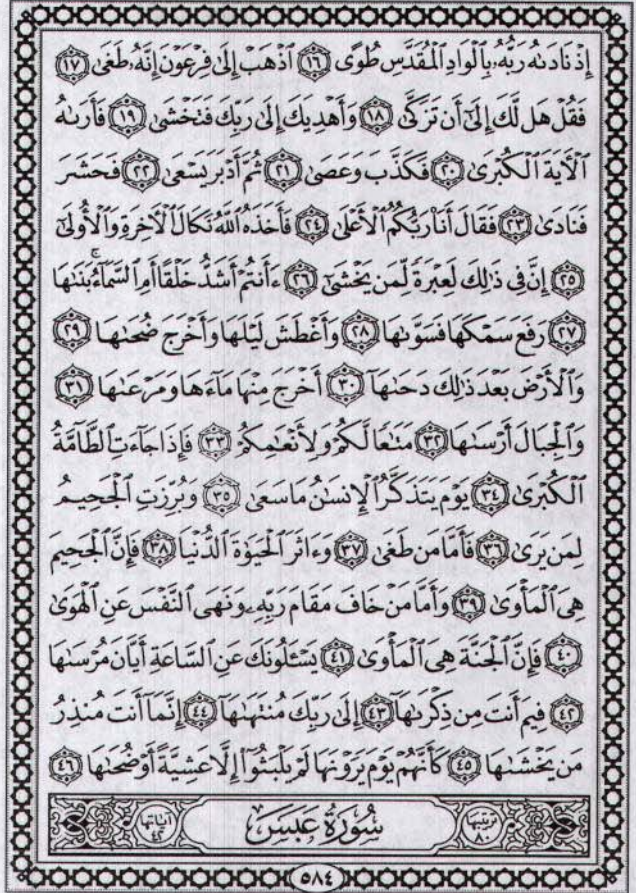 إِذْ نَادَىٰهُ رَبُّهُۥ بِٱلْوَادِ ٱلْمُقَدَّسِ طُوًى ١٦ ٱذْهَبْ إِلَىٰ فِرْعَوْنَ إِنَّهُۥ طَغَىٰ ١٧
فَقُلْ هَل لَّكَ إِلَىٰٓ أَن تَزَكَّىٰ ١٨ وَأَهْدِيَكَ إِلَىٰ رَبِّكَ فَتَخْشَىٰ ١٩ فَأَرَىٰهُ
ٱلْءَايَةَ ٱلْكُبْرَىٰ ٢٠ فَكَذَّبَ وَعَصَىٰ ٢١ ثُمَّ أَدْبَرَ يَسْعَىٰ ٢٢ فَحَشَرَ
فَنَادَىٰ ٢٣ فَقَالَ أَنَا۠ رَبُّكُمُ ٱلْأَعْلَىٰ ٢٤ فَأَخَذَهُ ٱللَّهُ نَكَالَ ٱلْءَاخِرَةِ وَٱلْأُولَىٰٓ
٢٥ إِنَّ فِى ذَٰلِكَ لَعِبْرَةً لِّمَن يَخْشَىٰٓ ٢٦ ءَأَنتُمْ أَشَدُّ خَلْقًا أَمِ ٱلسَّمَآءُ ۚ بَنَىٰهَا
٢٧ رَفَعَ سَمْكَهَا فَسَوَّىٰهَا ٢٨ وَأَغْطَشَ لَيْلَهَا وَأَخْرَجَ ضُحَىٰهَا ٢٩
وَٱلْأَرْضَ بَعْدَ ذَٰلِكَ دَحَىٰهَآ ٣٠ أَخْرَجَ مِنْهَا مَآءَهَا وَمَرْعَىٰهَا ٣١
وَٱلْجِبَالَ أَرْسَىٰهَا ٣٢ مَتَٰعًا لَّكُمْ وَلِأَنْعَٰمِكُمْ ٣٣ فَإِذَا جَآءَتِ ٱلطَّآمَّةُ
ٱلْكُبْرَىٰ ٣٤ يَوْمَ يَتَذَكَّرُ ٱلْإِنسَٰنُ مَا سَعَىٰ ٣٥ وَبُرِّزَتِ ٱلْجَحِيمُ
لِمَن يَرَىٰ ٣٦ فَأَمَّا مَن طَغَىٰ ٣٧ وَءَاثَرَ ٱلْحَيَوٰةَ ٱلدُّنْيَا ٣٨ فَإِنَّ ٱلْجَحِيمَ
هِىَ ٱلْمَأْوَىٰ ٣٩ وَأَمَّا مَنْ خَافَ مَقَامَ رَبِّهِۦ وَنَهَى ٱلنَّفْسَ عَنِ ٱلْهَوَىٰ
٤٠ فَإِنَّ ٱلْجَنَّةَ هِىَ ٱلْمَأْوَىٰ ٤١ يَسْـَٔلُونَكَ عَنِ ٱلسَّاعَةِ أَيَّانَ مُرْسَىٰهَا
٤٢ فِيمَ أَنتَ مِن ذِكْرَىٰهَآ ٤٣ إِلَىٰ رَبِّكَ مُنتَهَىٰهَآ ٤٤ إِنَّمَآ أَنتَ مُنذِرُ
مَن يَخْشَىٰهَا ٤٥ كَأَنَّهُمْ يَوْمَ يَرَوْنَهَا لَمْ يَلْبَثُوٓا۟ إِلَّا عَشِيَّةً أَوْ ضُحَىٰهَا ٤٦
ترتيبها ٨٠ سُورَةُ عَبَسَ آياتها ٤٢
٥٨٤